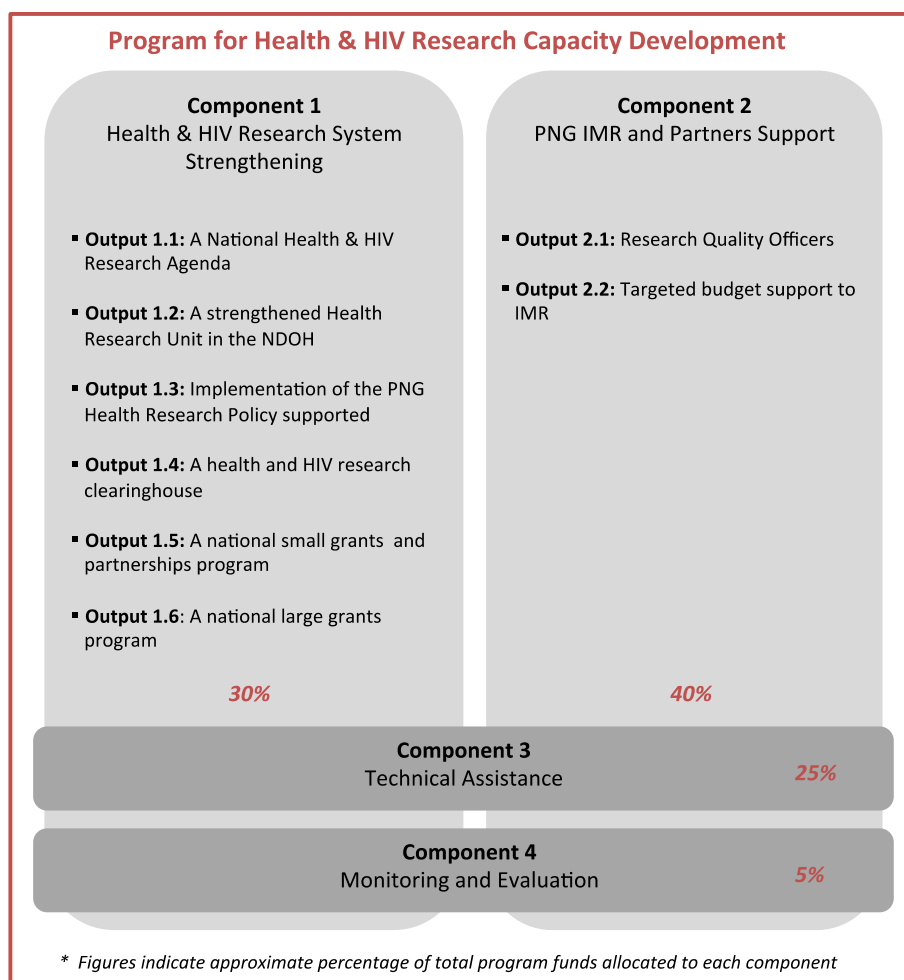 Program for Health & HIV Research Capacity Development
Component 1
Health & HIV Research System
Strengthening
▪ Output 1.1: A National Health & HIV
Research Agenda
▪ Output 1.2: A strengthened Health
Research Unit in the NDOH
▪ Output 1.3: Implementation of the PNG
Health Research Policy supported
▪ Output 1.4: A health and HIV research
clearinghouse
▪ Output 1.5: A national small grants and
partnerships program
▪ Output 1.6: A national large grants
program
30%
Component 2
PNG IMR and Partners Support
▪ Output 2.1: Research Quality Officers
▪ Output 2.2: Targeted budget support to
IMR
40%
Component 3
Technical Assistance
25%
Component 4
Monitoring and Evaluation
5%
* Figures indicate approximate percentage of total program funds allocated to each component